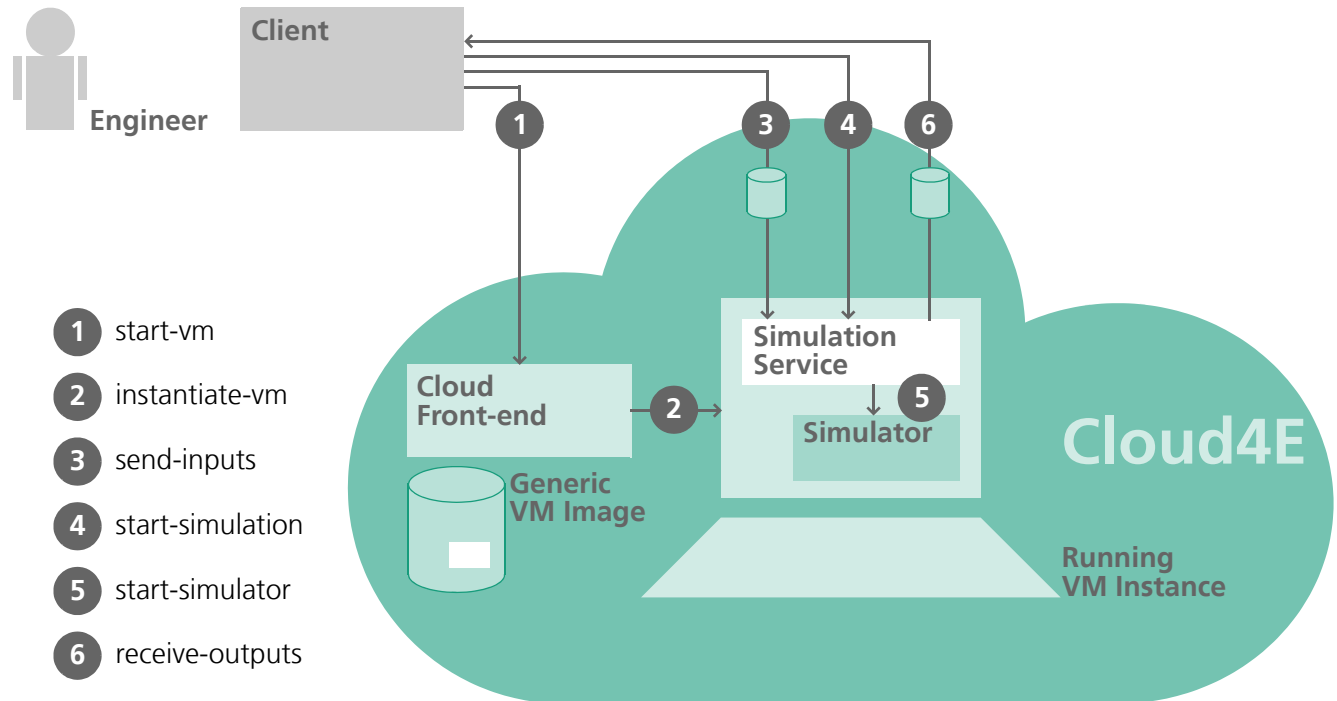 Client
Engineer
1
3
4
6
1 start-vm
2 instantiate-vm
3 send-inputs
4 start-simulation
5 start-simulator
6 receive-outputs
Cloud
Front-end
2
Generic
VM Image
Simulation
Service
5
Simulator
Cloud4E
Running
VM Instance